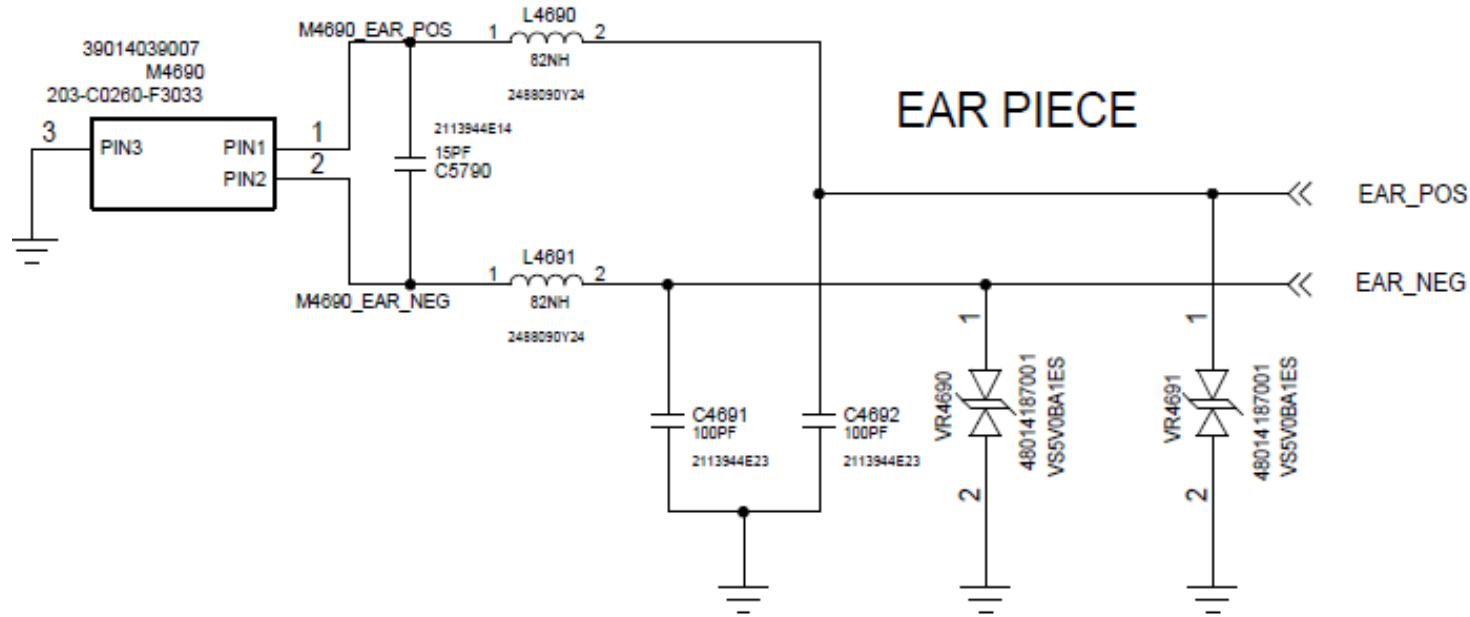 39014039007
M4690
203-C0260-F3033
3
PIN3
PIN1
PIN2
1
2
M4690_EAR_POS
L4690
1
2
82NH
2488090Y24
2113944E14
15PF
C5790
EAR PIECE
EAR_POS
L4691
1
2
82NH
2488090Y24
M4690_EAR_NEG
EAR_NEG
C4691
100PF
2113944E23
C4692
100PF
2113944E23
1
VR4690
48014187001
VS5V0BA1ES
2
1
VR4691
48014187001
VS5V0BA1ES
2